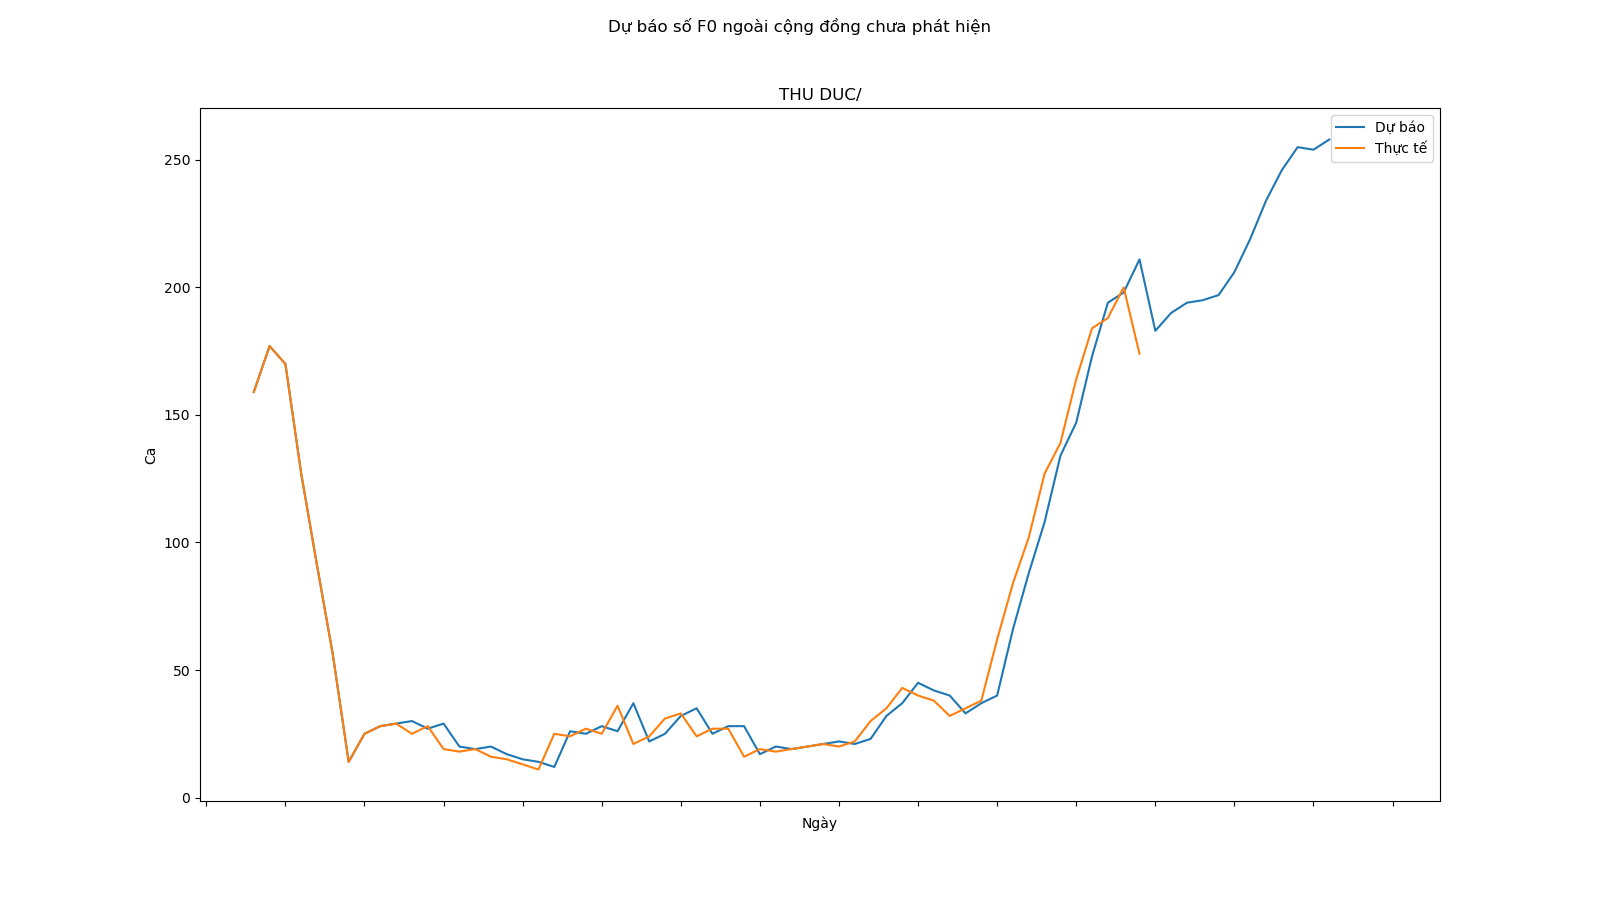 Dự báo số F0 ngoài cộng đồng chưa phát hiện
THU DUC/
Dự báo
Thực tế
250
200
150
100
50
0
Ca
Ngày